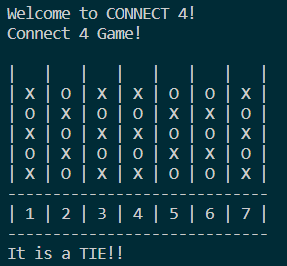 Welcome to CONNECT 4!
Connect 4 Game!
|   |   |   |   |   |   |   |
| X | O | X | X | O | O | X |
| O | X | O | O | X | X | O |
| X | O | X | X | O | O | X |
| O | X | O | O | X | X | O |
| X | O | X | X | O | O | X |
-----------------------------
| 1 | 2 | 3 | 4 | 5 | 6 | 7 |
-----------------------------
It is a TIE!!